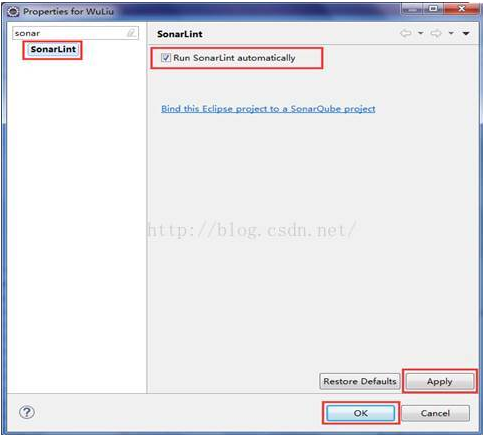 Properties for WuLiu
sonar
SonarLint
SonarLint
Run SonarLint automatically
Bind this Eclipse project to a SonarQube project
http://blog.csdn.net/
Restore Defaults
Apply
?
OK
Cancel